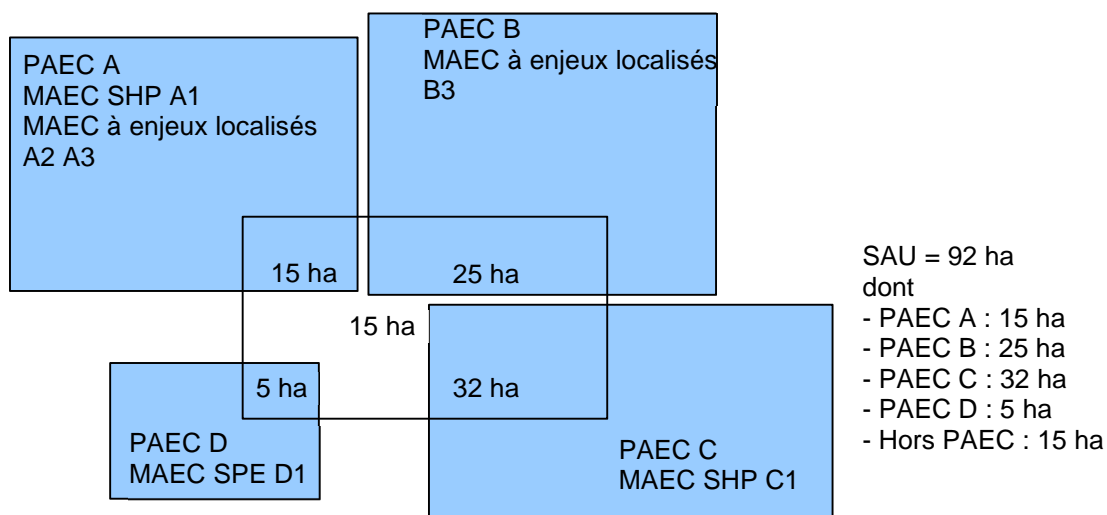 PAEC A
MAEC SHP A1
MAEC à enjeux localisés
A2 A3
PAEC B
MAEC à enjeux localisés
B3
15 ha
25 ha
15 ha
5 ha
32 ha
PAEC D
MAEC SPE D1
PAEC C
MAEC SHP C1
SAU = 92 ha
dont
- PAEC A : 15 ha
- PAEC B : 25 ha
- PAEC C : 32 ha
- PAEC D : 5 ha
- Hors PAEC : 15 ha